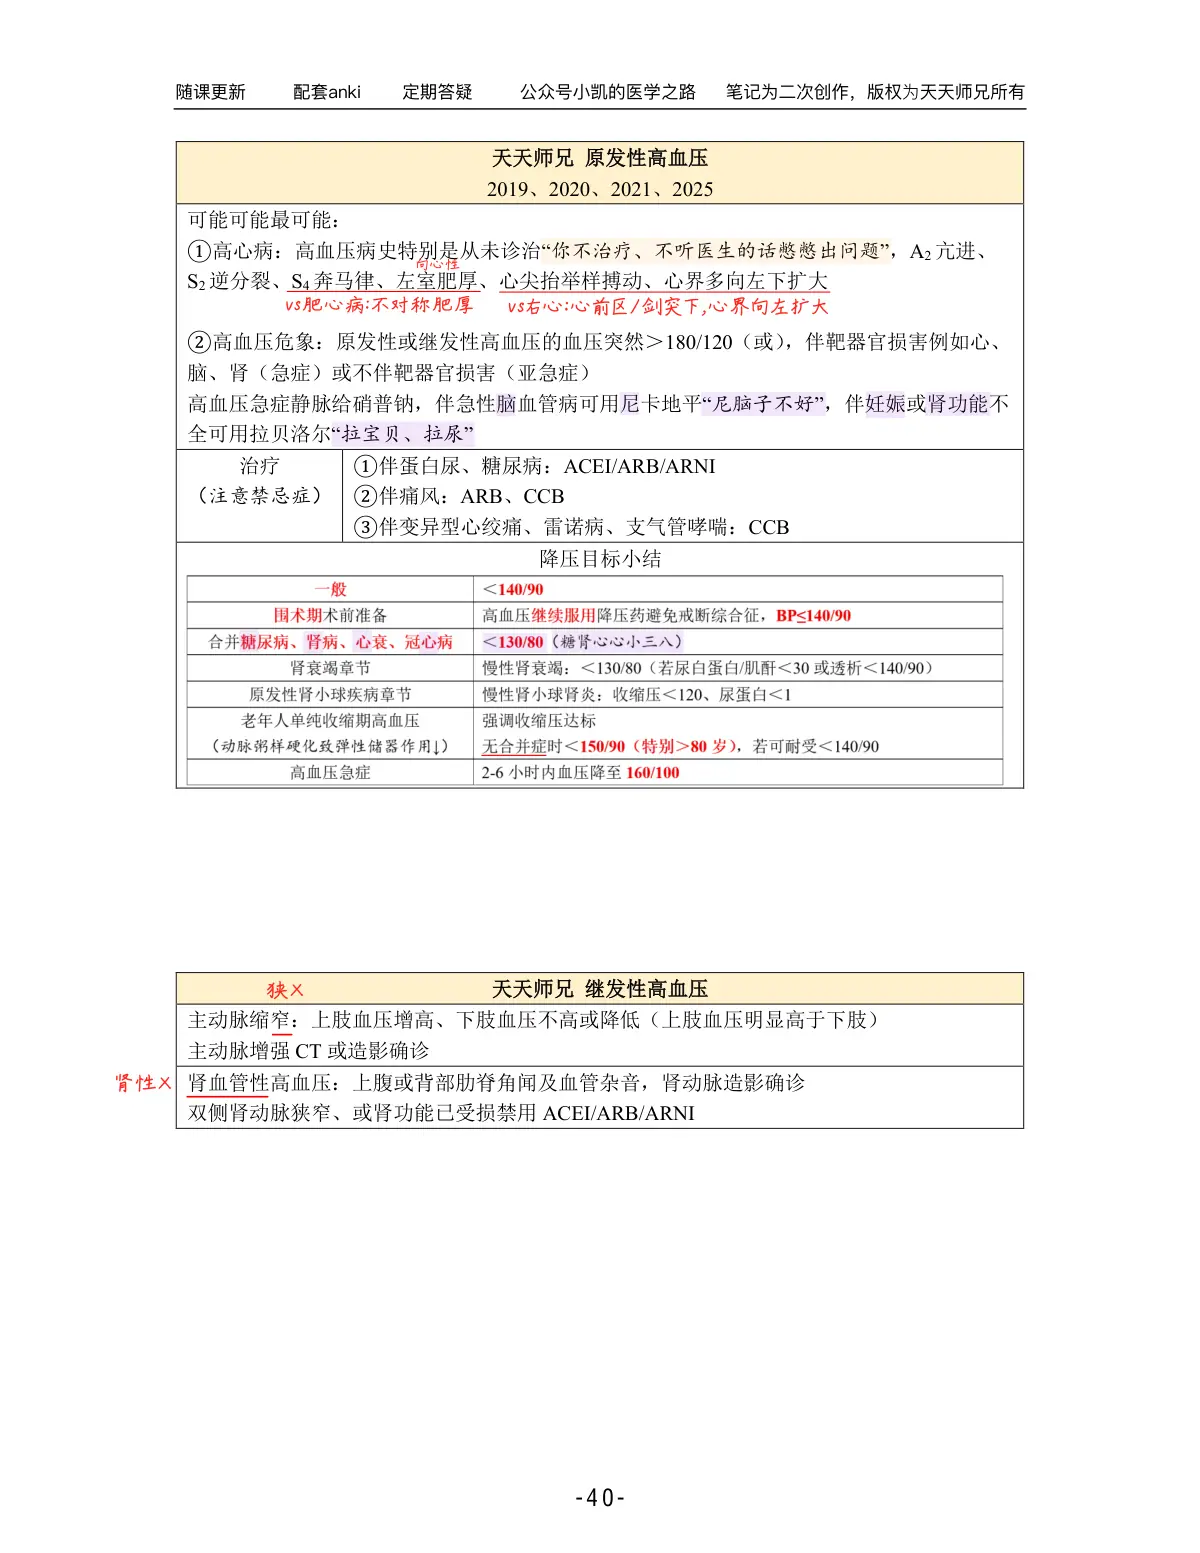 随课更新 配套anki 定期答疑 公众号小凯的医学之路 笔记为二次创作，版权为天天师兄所有
天天师兄 原发性高血压
2019、2020、2021、2025
可能可能最可能：
①高心病：高血压病史特别是从未诊治“你不治疗、不听医生的话憋憋出问题”，A2 亢进、
向心性
S2 逆分裂、S4 奔马律、左室肥厚、心尖抬举样搏动、心界多向左下扩大
vs肥心病：不对称肥厚 vs右心：心前区/剑突下，心界向左扩大
②高血压危象：原发性或继发性高血压的血压突然＞180/120（或），伴靶器官损害例如心、
脑、肾（急症）或不伴靶器官损害（亚急症）
高血压急症静脉给硝普钠，伴急性脑血管病可用尼卡地平“尼脑子不好”，伴妊娠或肾功能不
全可用拉贝洛尔“拉宝贝、拉尿”
治疗
（注意禁忌症）
①伴蛋白尿、糖尿病：ACEI/ARB/ARNI
②伴痛风：ARB、CCB
③伴变异型心绞痛、雷诺病、支气管哮喘：CCB
降压目标小结
一般 ＜140/90
围术期术前准备 高血压继续服用降压药避免戒断综合征，BP≤140/90
合并糖尿病、肾病、心衰、冠心病 ＜130/80（糖肾心心小三八）
肾衰竭章节 慢性肾衰竭：＜130/80（若尿白蛋白/肌酐＜30 或透析＜140/90）
原发性肾小球疾病章节 慢性肾小球肾炎：收缩压＜120、尿蛋白＜1
老年人单纯收缩期高血压 强调收缩压达标
（动脉粥样硬化致弹性储器作用↓） 无合并症时＜150/90（特别＞80 岁），若可耐受＜140/90
高血压急症 2-6 小时内血压降至 160/100
狭X 天天师兄 继发性高血压
主动脉缩窄：上肢血压增高、下肢血压不高或降低（上肢血压明显高于下肢）
主动脉增强 CT 或造影确诊
肾性X 肾血管性高血压：上腹或背部肋脊角闻及血管杂音，肾动脉造影确诊
双侧肾动脉狭窄、或肾功能已受损禁用 ACEI/ARB/ARNI
-40-